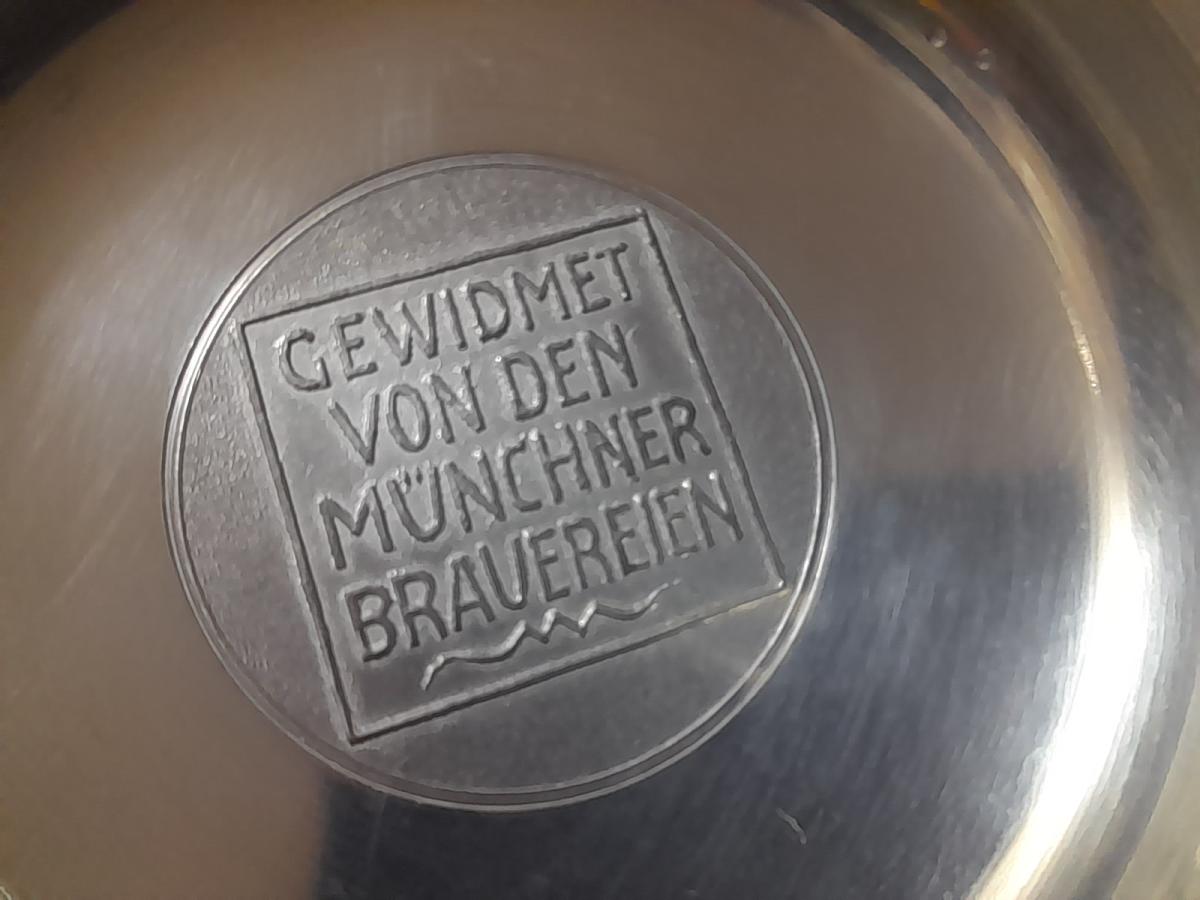 GEWIDMET
VON DEN
MÜNCHNER
BRAUEREIEN